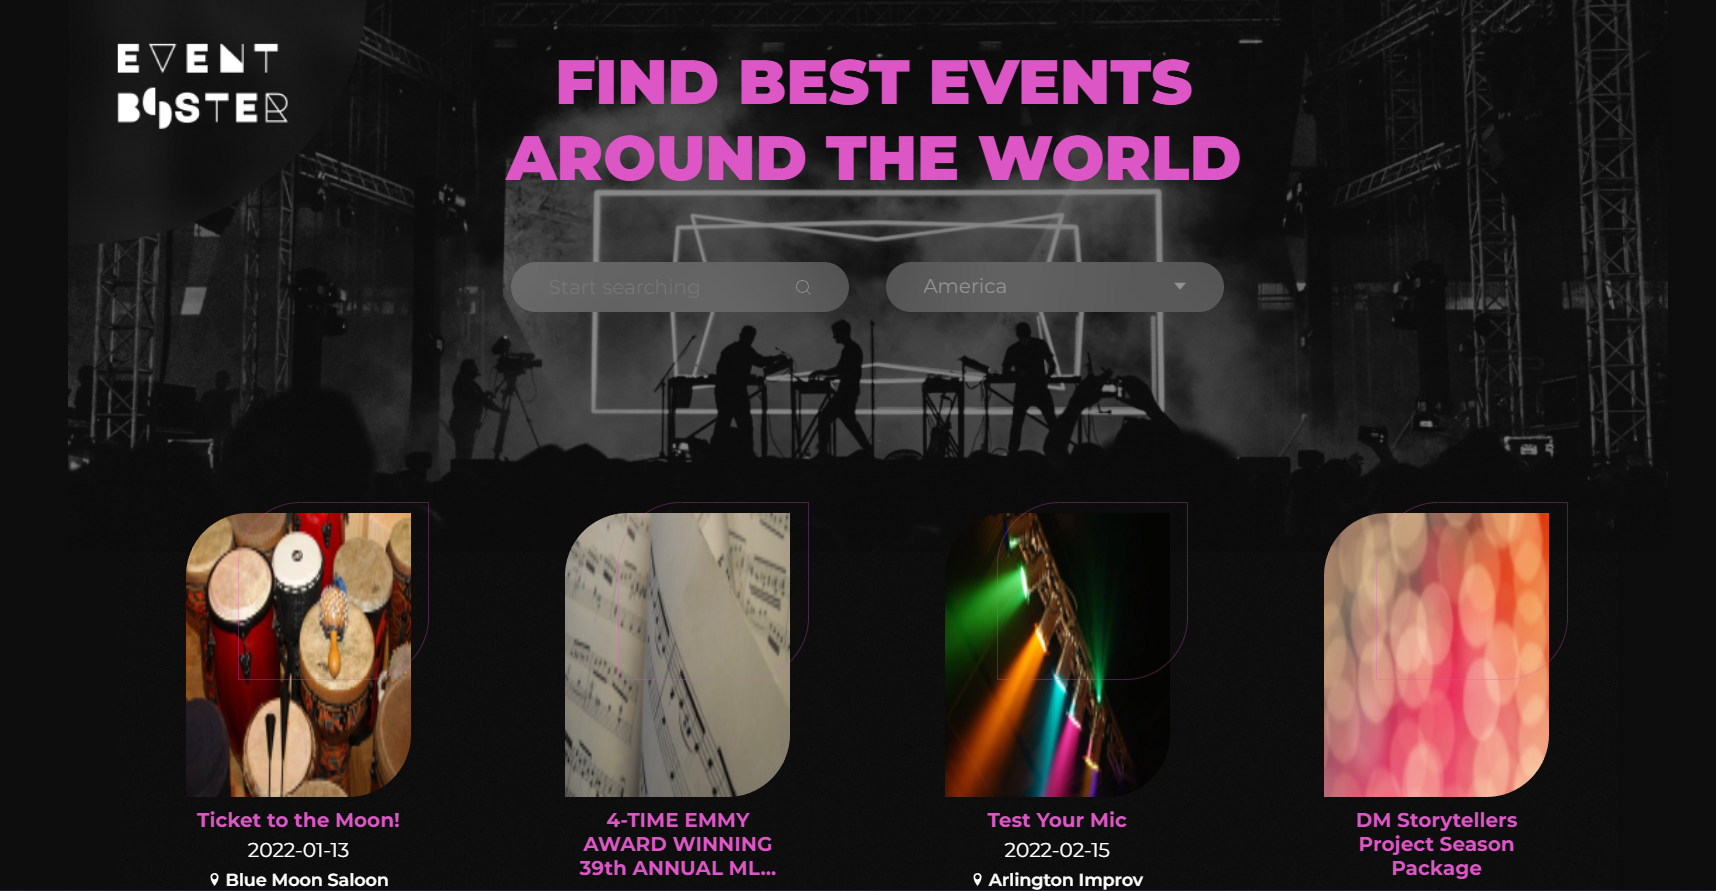 EVENT
BOOSTER
FIND BEST EVENTS
AROUND THE WORLD
Start searching
America
Ticket to the Moon!
2022-01-13
Blue Moon Saloon
4-TIME EMMY
AWARD WINNING
39th ANNUAL ML...
Test Your Mic
2022-02-15
Arlington Improv
DM Storytellers
Project Season
Package